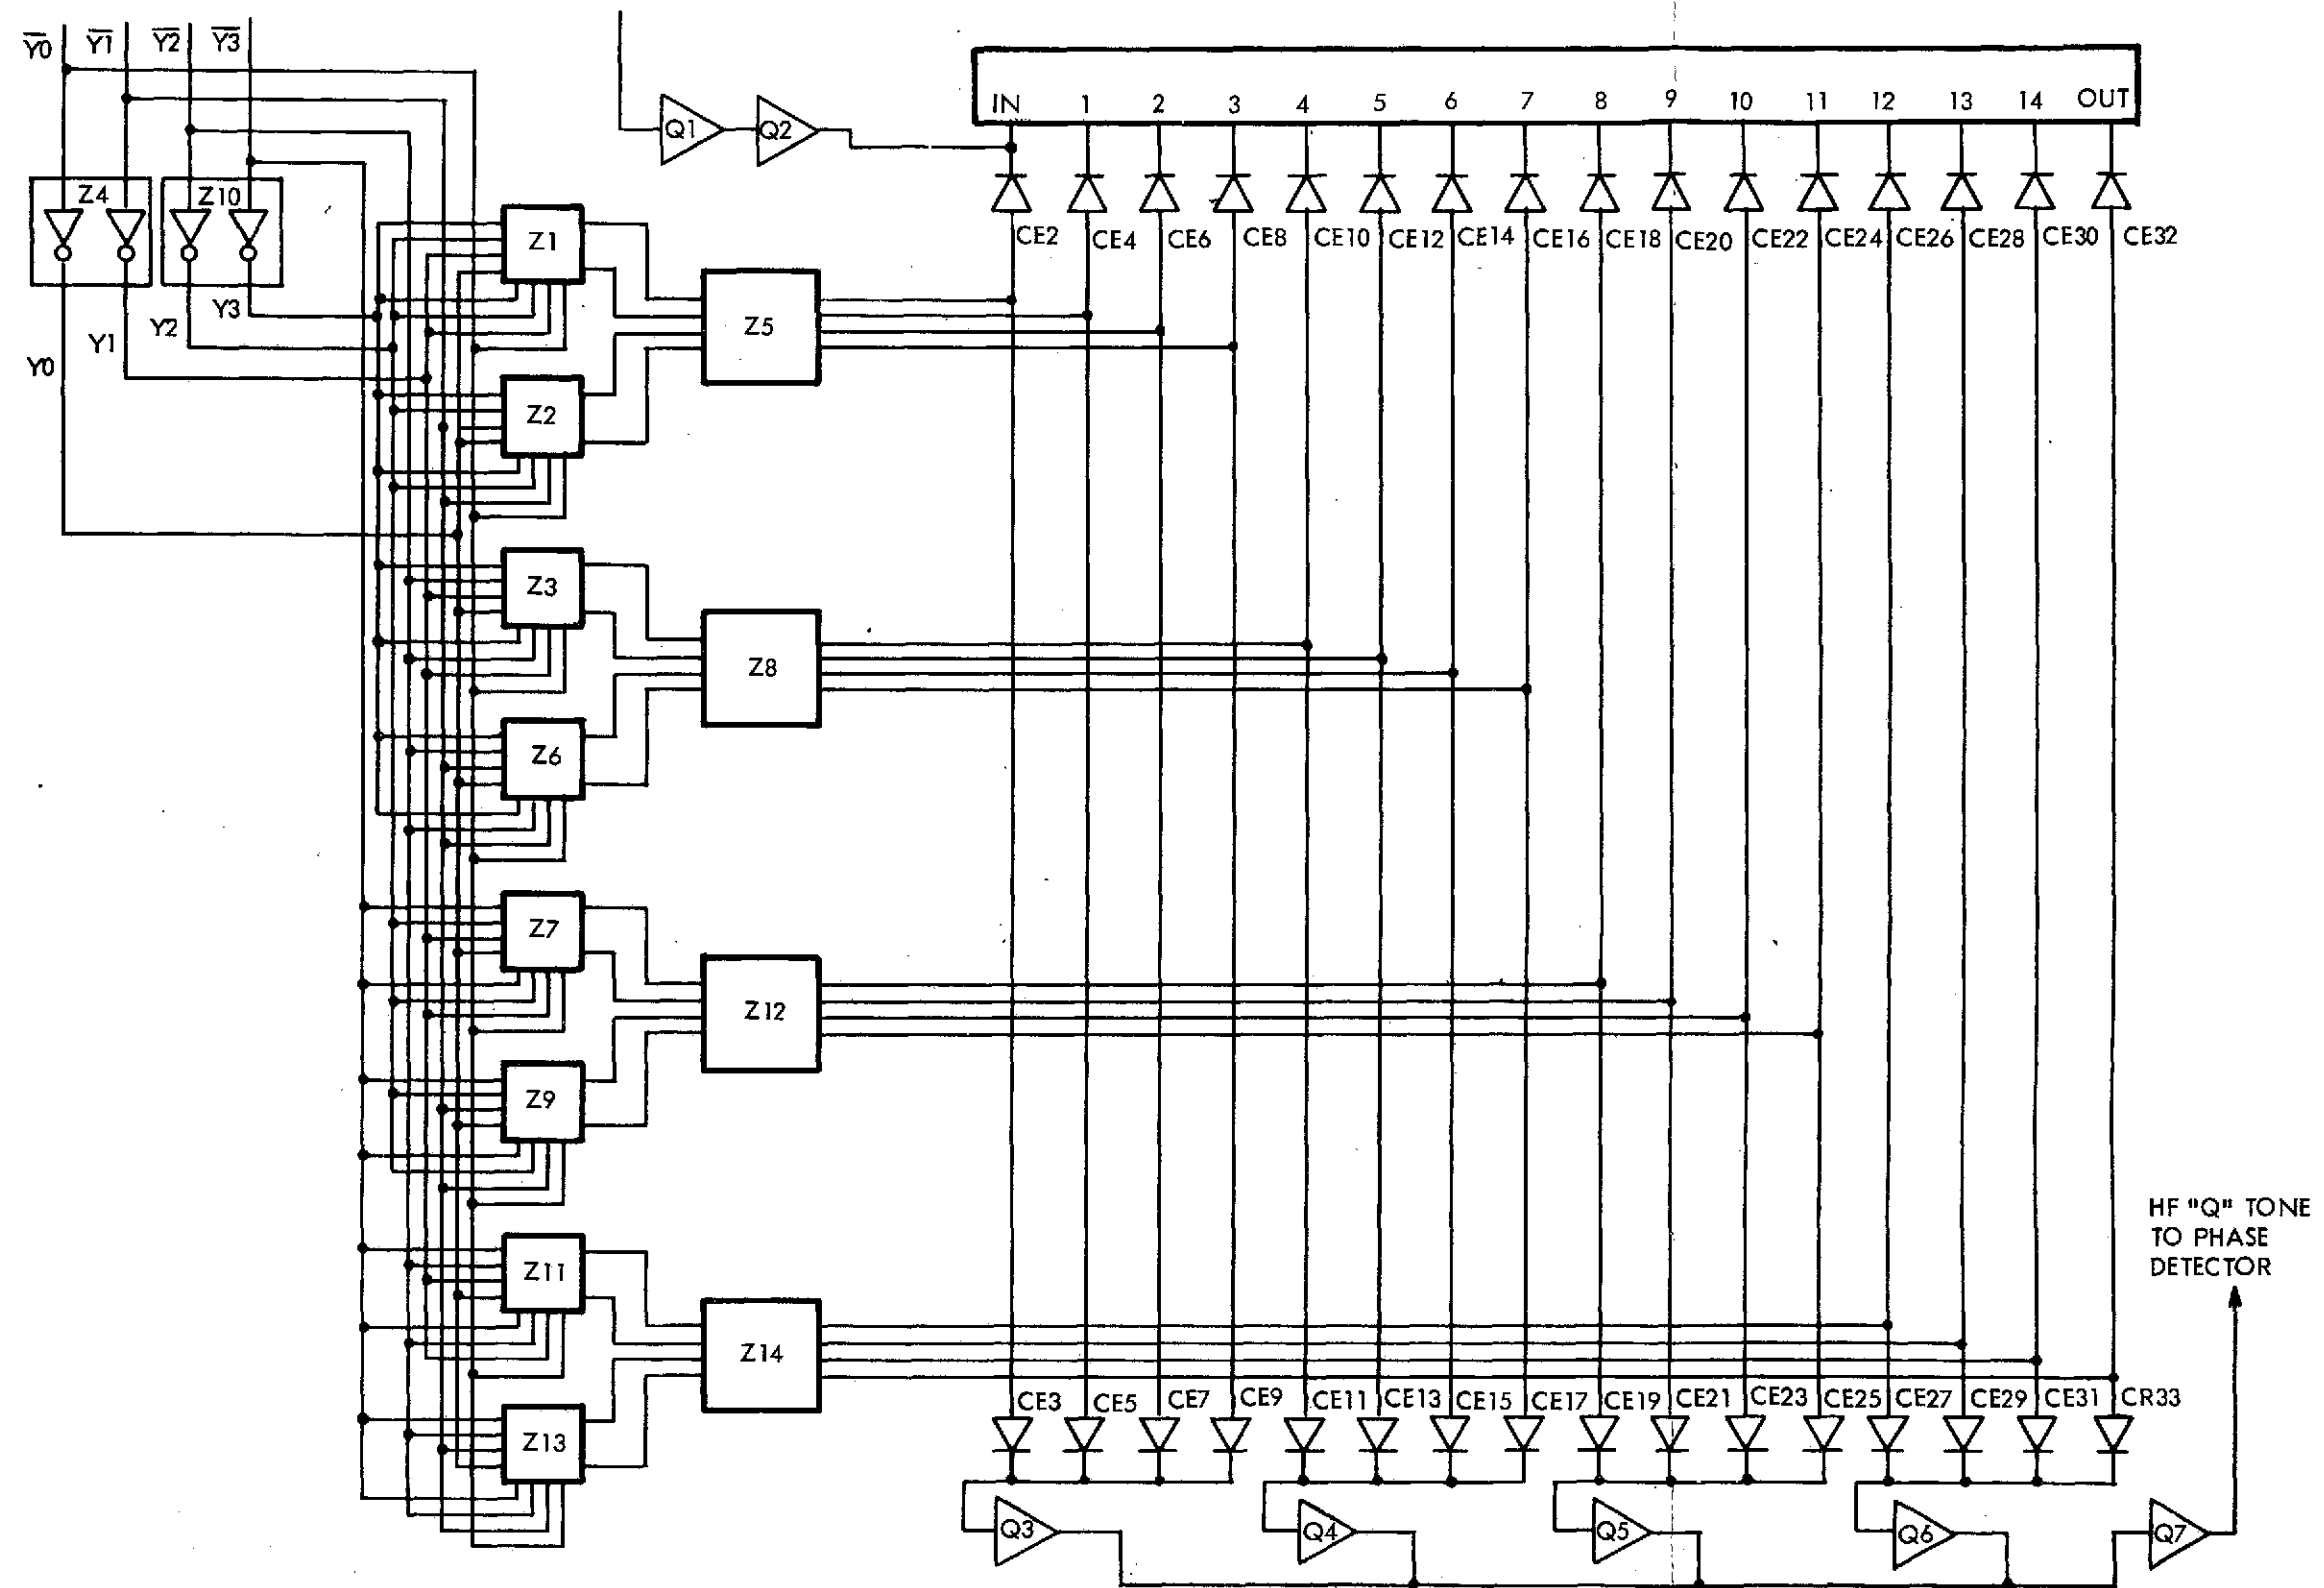 Y̅0̅ Y̅1̅ Y̅2̅ Y̅3̅
IN 1 2 3 4 5 6 7 8 9 10 11 12 13 14 OUT
Q1 Q2
Z4 Z10
CE2 CE4 CE6 CE8 CE10 CE12 CE14 CE16 CE18 CE20 CE22 CE24 CE26 CE28 CE30 CE32
Z1
Y3
Y2
Y1
Y0
Z5
Z2
Z3
Z8
Z6
Z7
Z12
Z9
HF "Q" TONE
TO PHASE
DETECTOR
Z11
Z14
CE3 CE5 CE7 CE9 CE11 CE13 CE15 CE17 CE19 CE21 CE23 CE25 CE27 CE29 CE31 CR33
Z13
Q3 Q4 Q5 Q6 Q7